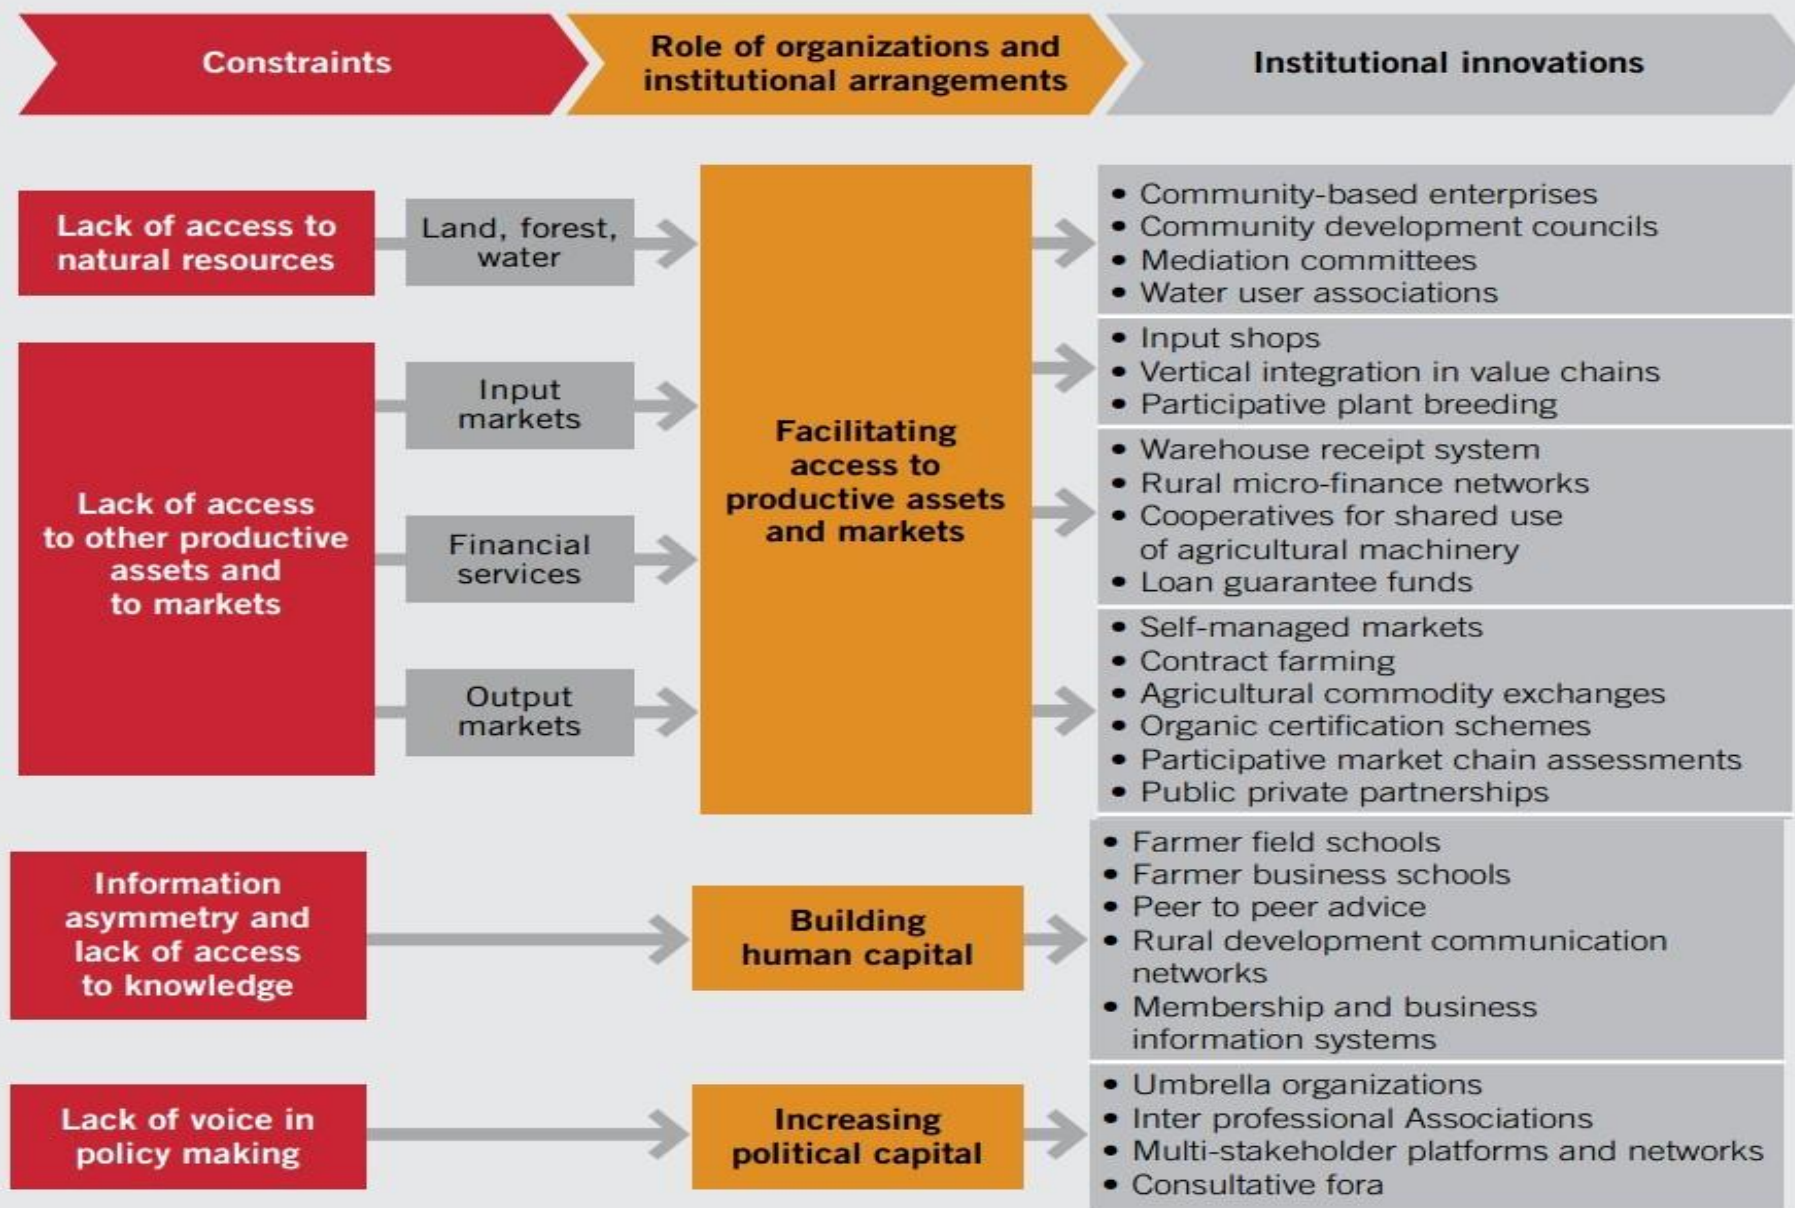 Constraints
Role of organizations and
institutional arrangements
Institutional innovations
Lack of access to
natural resources
Land, forest,
water
• Community-based enterprises
• Community development councils
• Mediation committees
• Water user associations
Lack of access
to other productive
assets and
to markets
Input
markets
Financial
services
Output
markets
Facilitating
access to
productive assets
and markets
• Input shops
• Vertical integration in value chains
• Participative plant breeding
• Warehouse receipt system
• Rural micro-finance networks
• Cooperatives for shared use
of agricultural machinery
• Loan guarantee funds
• Self-managed markets
• Contract farming
• Agricultural commodity exchanges
• Organic certification schemes
• Participative market chain assessments
• Public private partnerships
Information
asymmetry and
lack of access
to knowledge
Building
human capital
• Farmer field schools
• Farmer business schools
• Peer to peer advice
• Rural development communication
networks
• Membership and business
information systems
Lack of voice in
policy making
Increasing
political capital
• Umbrella organizations
• Inter professional Associations
• Multi-stakeholder platforms and networks
• Consultative fora